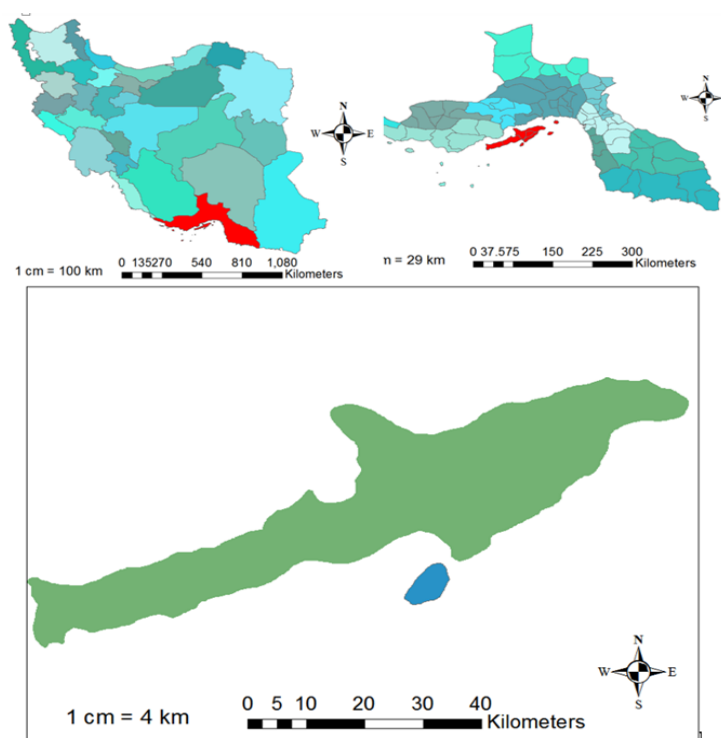 N
W E
S
1 cm = 100 km
0 135270 540 810 1,080
Kilometers
N
W E
S
n = 29 km
0 37.575 150 225 300
Kilometers
N
W E
S
1 cm = 4 km
0 5 10 20 30 40
Kilometers